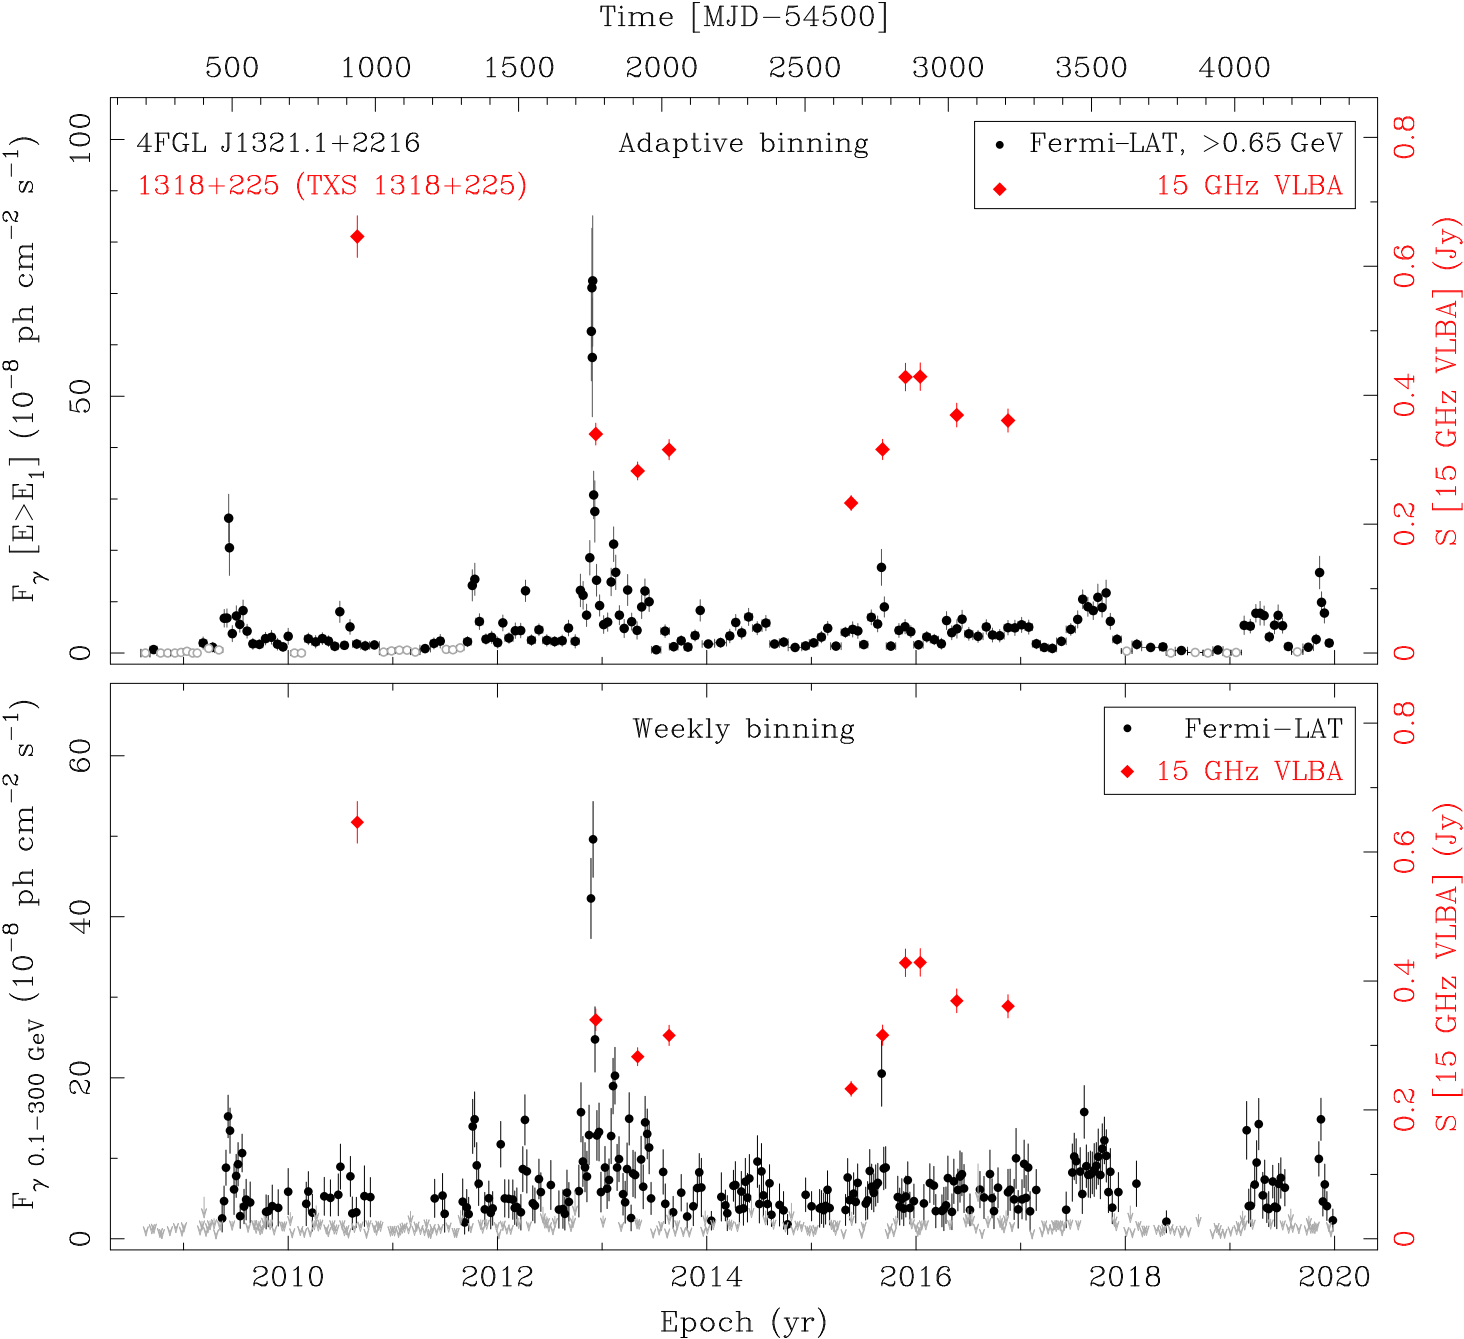 Time [MJD−54500]
500 1000 1500 2000 2500 3000 3500 4000
4FGL J1321.1+2216
1318+225 (TXS 1318+225)
Adaptive binning
Fermi−LAT, >0.65 GeV
15 GHz VLBA
0 50 100
Fγ [E>E₁] (10⁻⁸ ph cm⁻² s⁻¹)
0 0.2 0.4 0.6 0.8
S [15 GHz VLBA] (Jy)
Weekly binning
Fermi−LAT
15 GHz VLBA
0 20 40 60
Fγ 0.1−300 GeV (10⁻⁸ ph cm⁻² s⁻¹)
0 0.2 0.4 0.6 0.8
S [15 GHz VLBA] (Jy)
2010 2012 2014 2016 2018 2020
Epoch (yr)